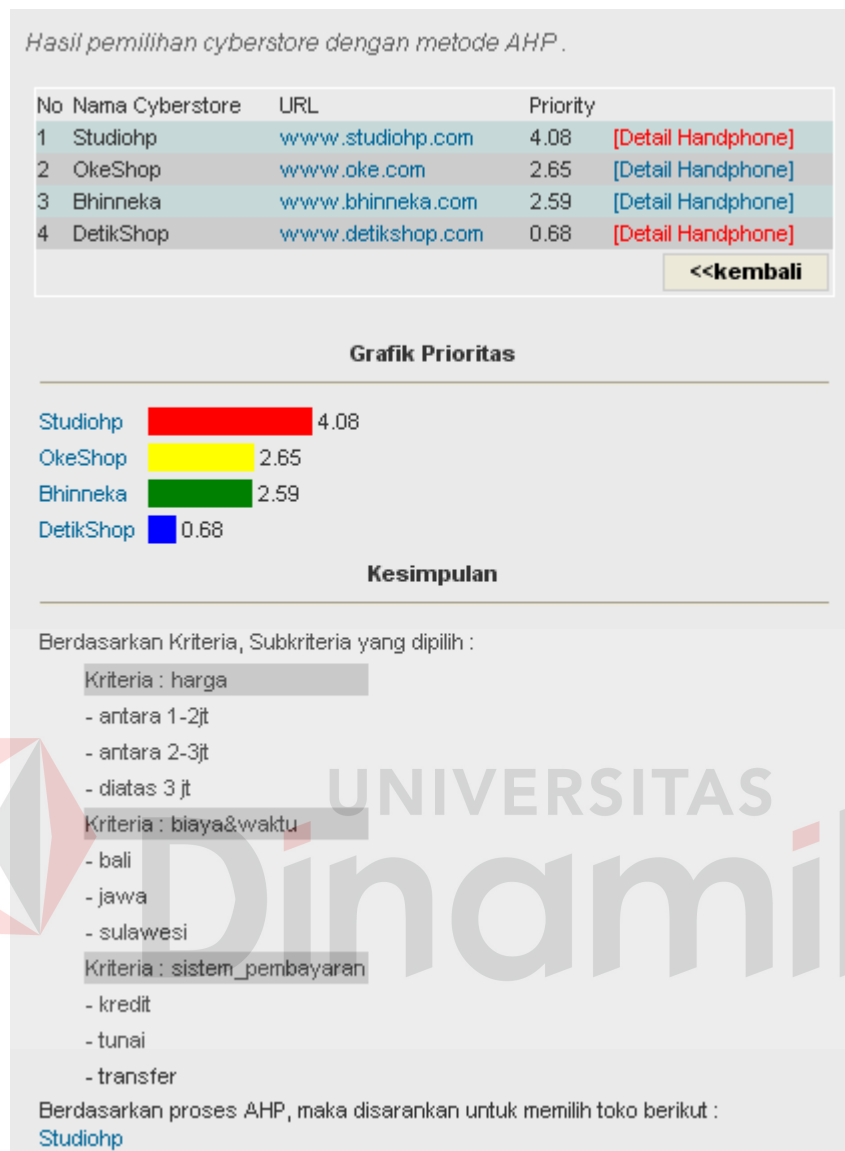 Hasil pemilihan cyberstore dengan metode AHP.
No Nama Cyberstore URL Priority
1 Studiohp www.studiohp.com 4.08 [Detail Handphone]
2 OkeShop www.oke.com 2.65 [Detail Handphone]
3 Bhinneka www.bhinneka.com 2.59 [Detail Handphone]
4 DetikShop www.detikshop.com 0.68 [Detail Handphone]
<<kembali
Grafik Prioritas
Studiohp 4.08
OkeShop 2.65
Bhinneka 2.59
DetikShop 0.68
Kesimpulan
Berdasarkan Kriteria, Subkriteria yang dipilih :
Kriteria : harga
- antara 1-2jt
- antara 2-3jt
- diatas 3 jt
Kriteria : biaya&waktu
- bali
- jawa
- sulawesi
Kriteria : sistem_pembayaran
- kredit
- tunai
- transfer
Berdasarkan proses AHP, maka disarankan untuk memilih toko berikut :
Studiohp
UNIVERSITAS